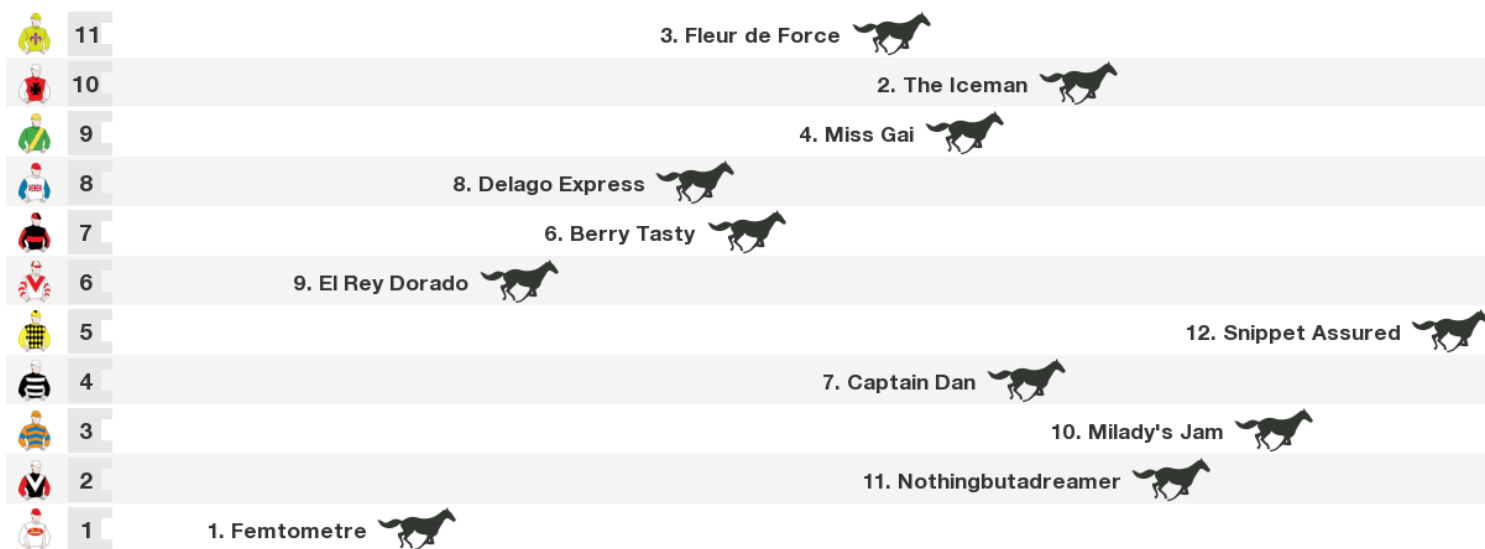 11 3. Fleur de Force
10 2. The Iceman
9 4. Miss Gai
8 8. Delago Express
7 6. Berry Tasty
6 9. El Rey Dorado
5 12. Snippet Assured
4 7. Captain Dan
3 10. Milady's Jam
2 11. Nothingbutadreamer
1 1. Femtometre